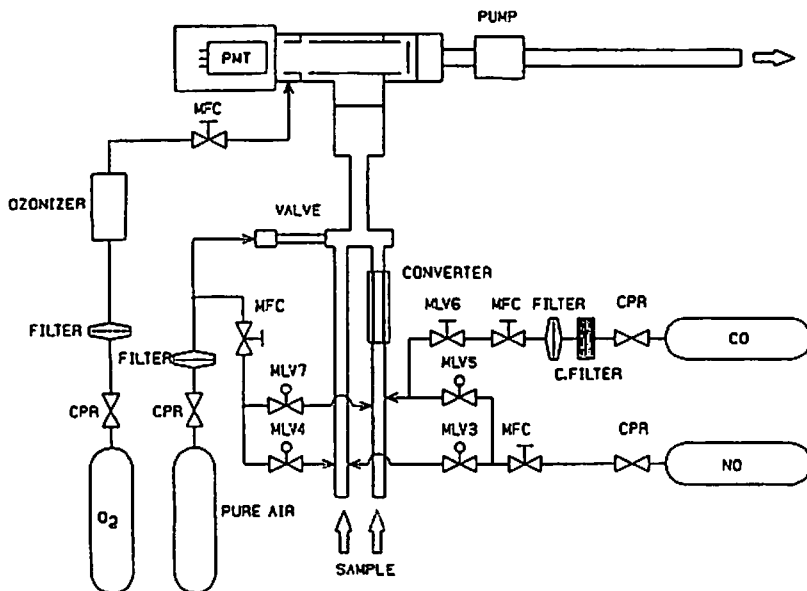 PUMP
PMT
MFC
OZONIZER
VALVE
CONVERTER
MFC
MLV6
MFC
FILTER
CPR
CO
FILTER
FILTER
C.FILTER
MLV7
MLV5
CPR
CPR
MLV4
MLV3
MFC
CPR
NO
O2
PURE AIR
SAMPLE